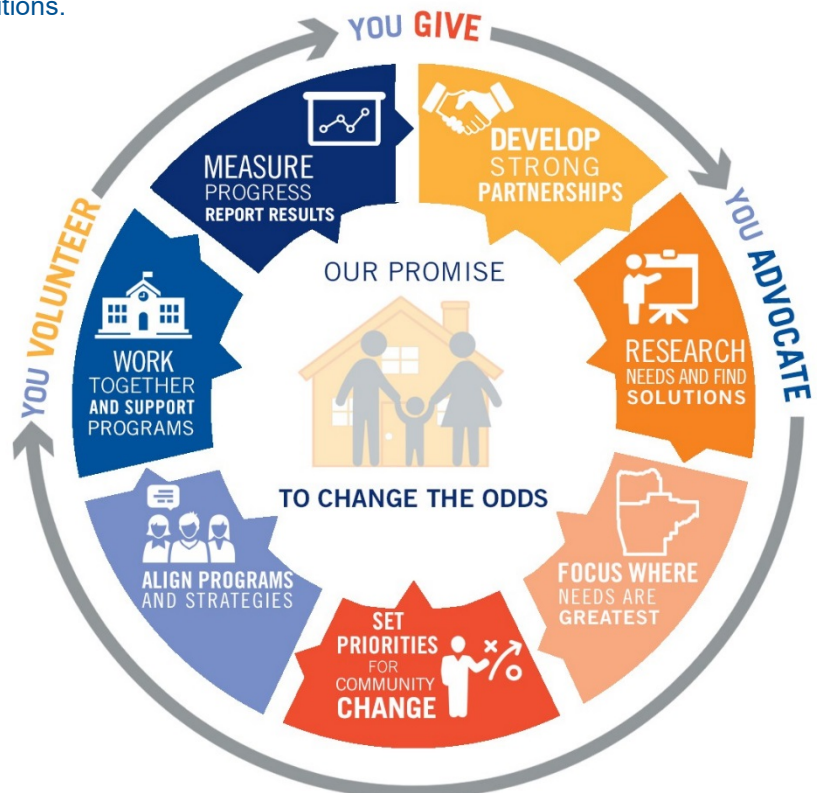 itions.
YOU GIVE
YOU ADVOCATE
YOU VOLUNTEER
DEVELOP
STRONG
PARTNERSHIPS
RESEARCH
NEEDS AND FIND
SOLUTIONS
FOCUS WHERE
NEEDS ARE
GREATEST
SET
PRIORITIES
FOR
COMMUNITY
CHANGE
ALIGN PROGRAMS
AND STRATEGIES
WORK
TOGETHER
AND SUPPORT
PROGRAMS
MEASURE
PROGRESS
REPORT RESULTS
OUR PROMISE
TO CHANGE THE ODDS